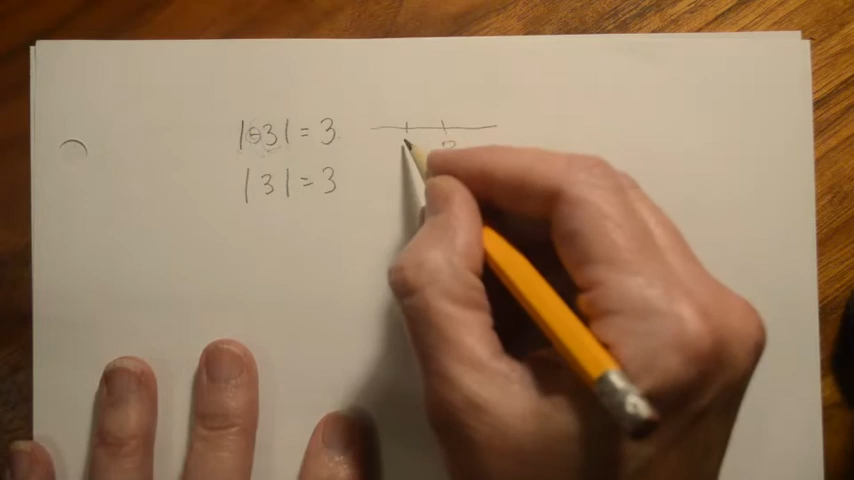 |-3| = 3
|3| = 3